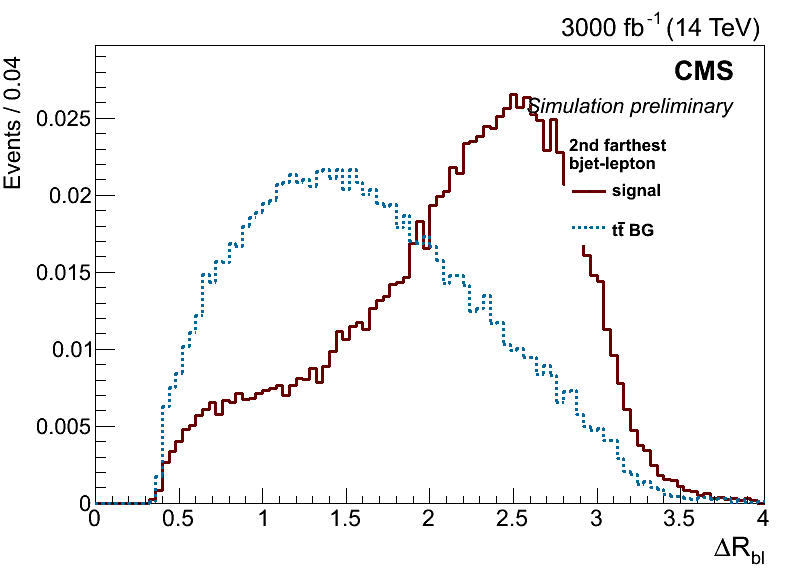 3000 fb⁻¹ (14 TeV)
CMS
Simulation preliminary
2nd farthest
bjet-lepton
signal
tt̄ BG
Events / 0.04
0.025
0.02
0.015
0.01
0.005
0
0 0.5 1 1.5 2 2.5 3 3.5 4
ΔR_bl